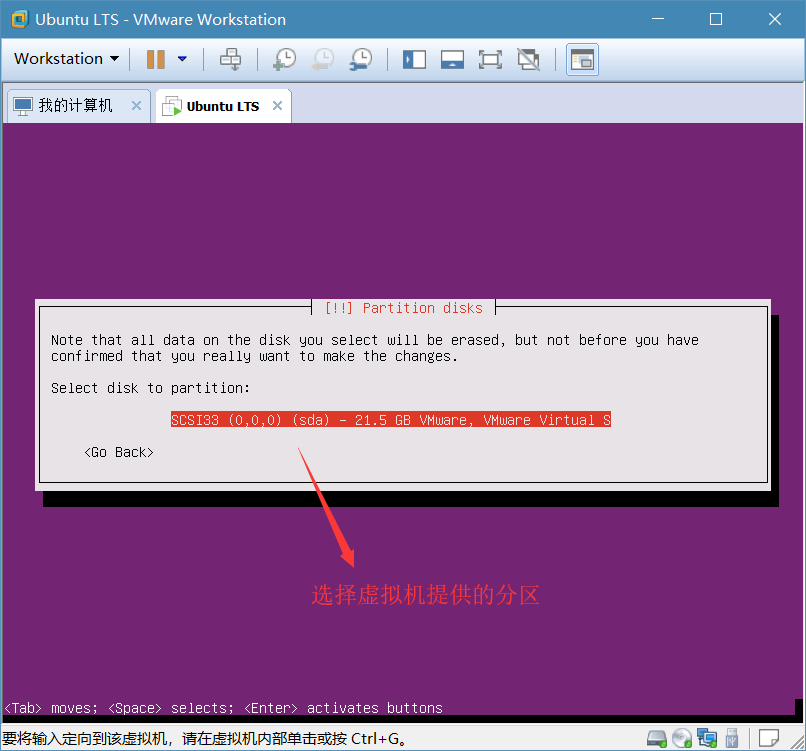 Ubuntu LTS - VMware Workstation
Workstation
我的计算机
Ubuntu LTS
[!!] Partition disks
Note that all data on the disk you select will be erased, but not before you have
confirmed that you really want to make the changes.
Select disk to partition:
SCSI33 (0,0,0) (sda) - 21.5 GB VMware, VMware Virtual S
<Go Back>
选择虚拟机提供的分区
<Tab> moves; <Space> selects; <Enter> activates buttons
要将输入定向到该虚拟机，请在虚拟机内部单击或按 Ctrl+G。